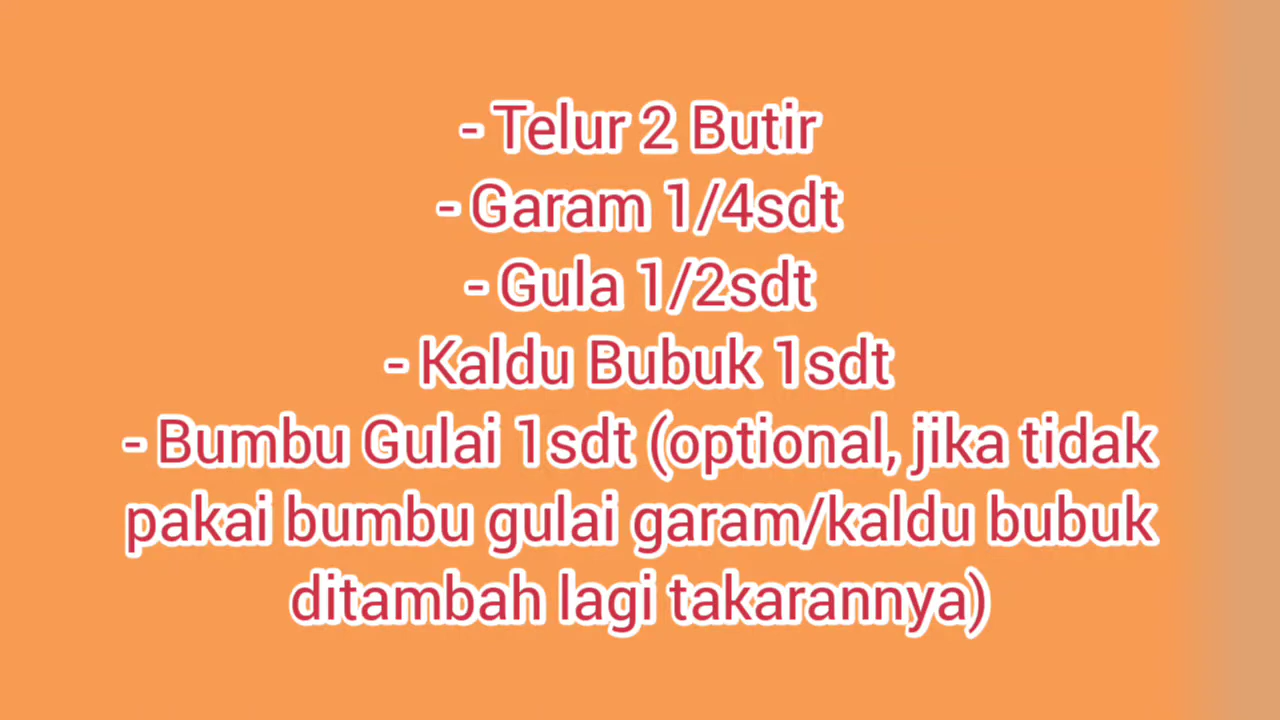 - Telur 2 Butir
- Garam 1/4sdt
- Gula 1/2sdt
- Kaldu Bubuk 1sdt
- Bumbu Gulai 1sdt (optional, jika tidak
pakai bumbu gulai garam/kaldu bubuk
ditambah lagi takarannya)